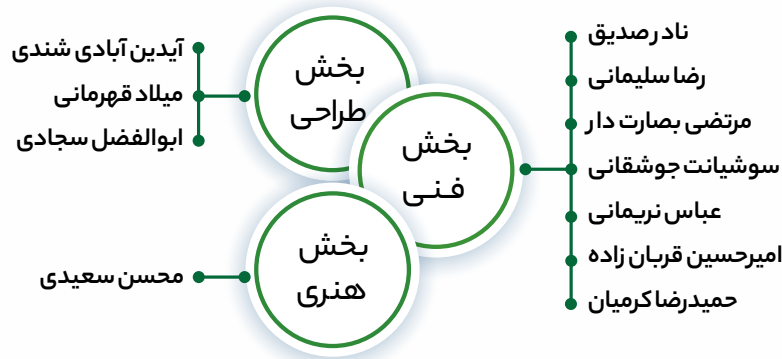 بخش
طراحی
آیدین آبادی شندی
میلاد قهرمانی
ابوالفضل سجادی
بخش
فنی
نادر صدیق
رضا سلیمانی
مرتضی بصارت دار
سوشیانت جوشقانی
عباس نریمانی
امیرحسین قربان زاده
حمیدرضا کرمیان
بخش
هنری
محسن سعیدی